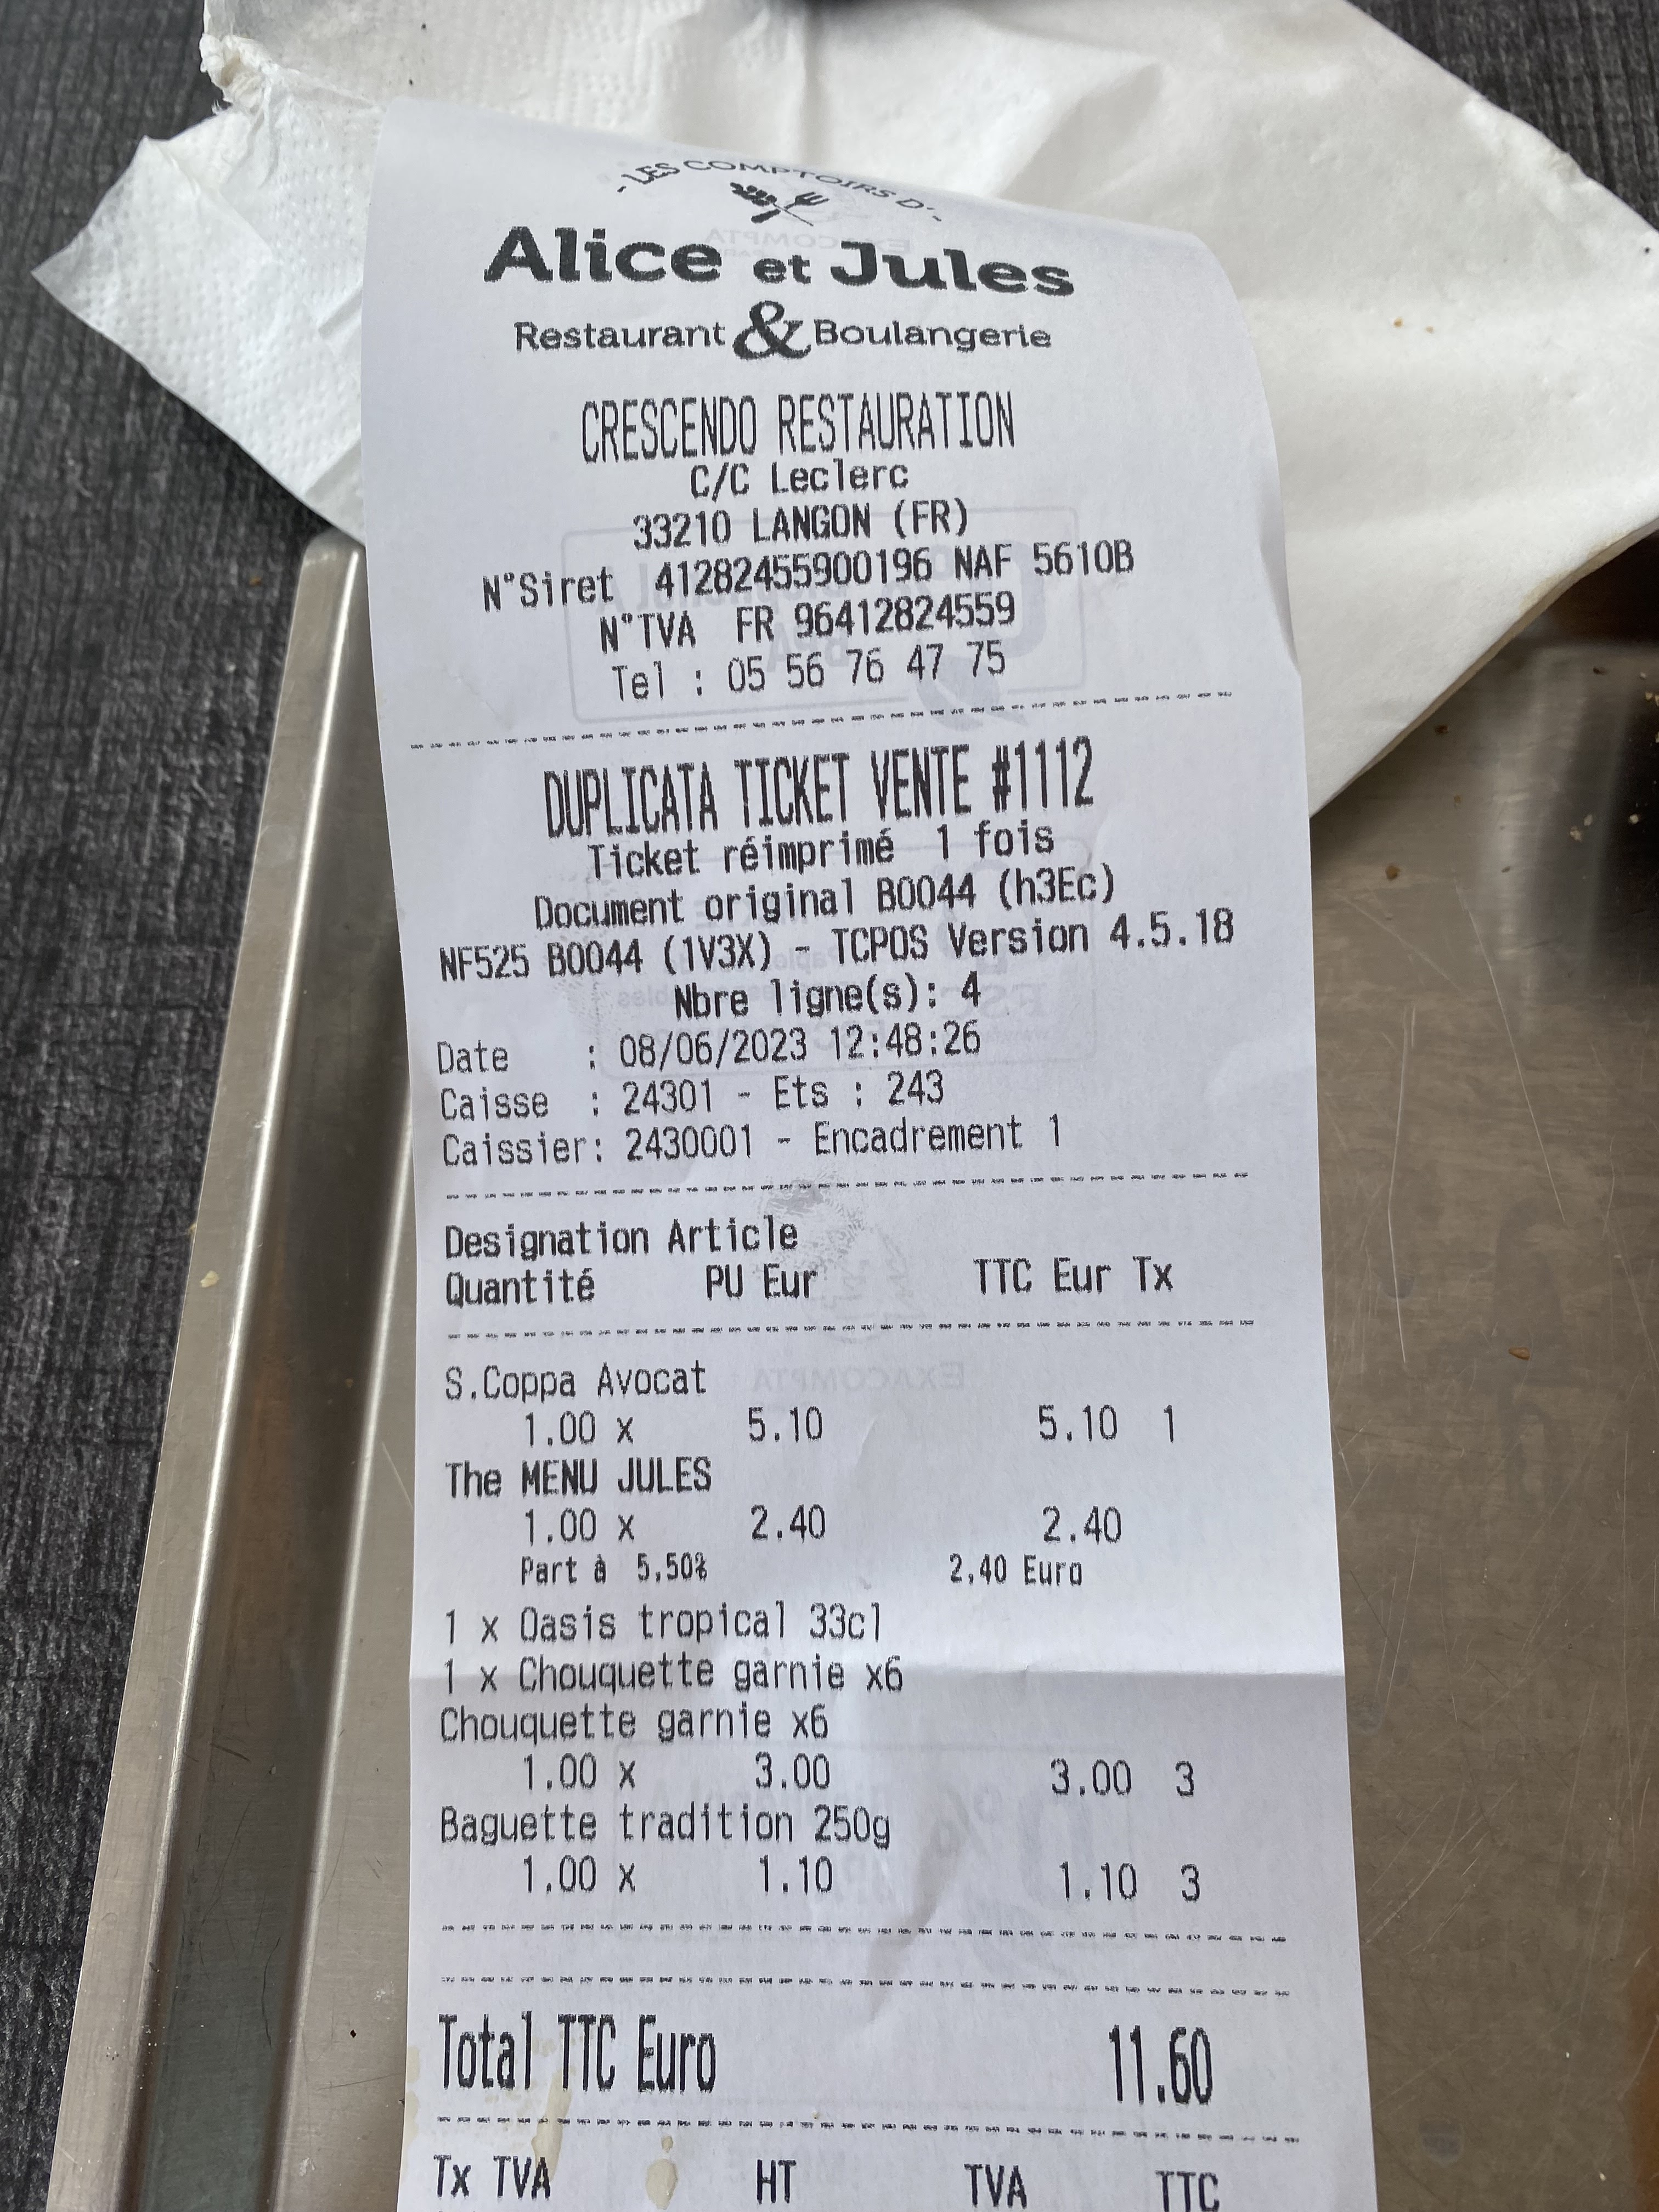 - LES COMPTOIRS D' -
Alice et Jules
Restaurant & Boulangerie
CRESCENDO RESTAURATION
C/C Leclerc
33210 LANGON (FR)
N°Siret 41282455900196 NAF 5610B
N°TVA FR 96412824559
Tel : 05 56 76 47 75
DUPLICATA TICKET VENTE #1112
Ticket réimprimé 1 fois
Document original B0044 (h3Ec)
NF525 B0044 (1V3X) - TCPOS Version 4.5.18
Nbre ligne(s): 4
Date : 08/06/2023 12:48:26
Caisse : 24301 - Ets : 243
Caissier: 2430001 - Encadrement 1
Designation Article
Quantité PU Eur TTC Eur Tx
S.Coppa Avocat
1.00 x 5.10 5.10 1
The MENU JULES
1.00 x 2.40 2.40
Part à 5.50% 2.40 Euro
1 x Oasis tropical 33cl
1 x Chouquette garnie x6
Chouquette garnie x6
1.00 x 3.00 3.00 3
Baguette tradition 250g
1.00 x 1.10 1.10 3
Total TTC Euro 11.60
Tx TVA HT TVA TTC